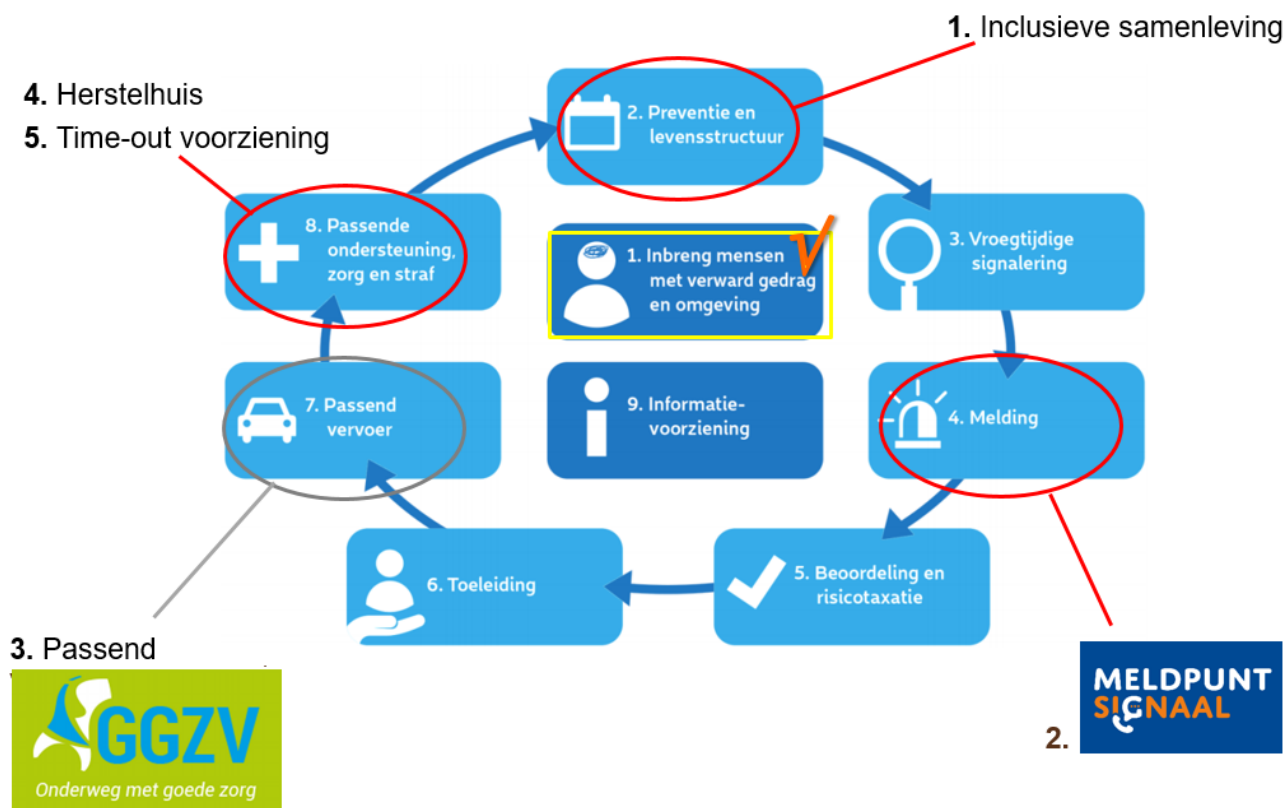 1. Inclusieve samenleving
4. Herstelhuis
5. Time-out voorziening
2. Preventie en
levensstructuur
8. Passende
ondersteuning,
zorg en straf
1. Inbreng mensen
met verward gedrag
en omgeving
3. Vroegtijdige
signalering
7. Passend
vervoer
9. Informatie-
voorziening
4. Melding
6. Toeleiding
5. Beoordeling en
risicotaxatie
3. Passend
GGZV
Onderweg met goede zorg
2.
MELDPUNT
SIGNAAL